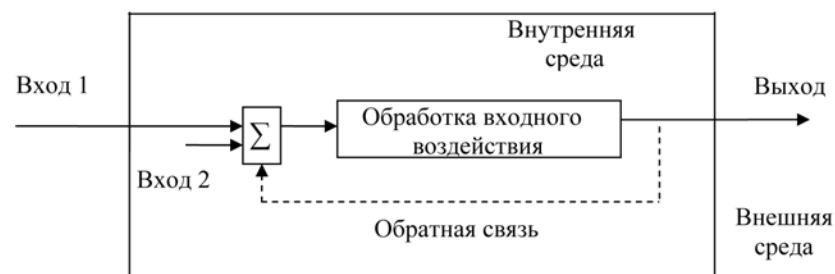 Внутренняя
среда
Вход 1
Выход
Σ
Обработка входного
воздействия
Вход 2
Обратная связь
Внешняя
среда